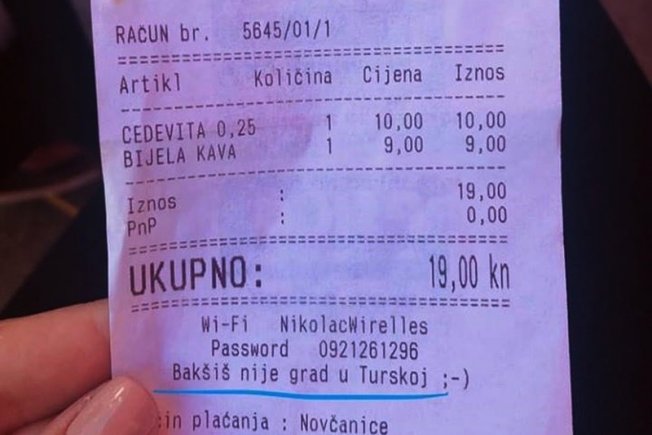 RAČUN br. 5645/01/1
Artikl Količina Cijena Iznos
CEDEVITA 0,25 1 10,00 10,00
BIJELA KAVA 1 9,00 9,00
Iznos : 19,00
PnP : 0,00
UKUPNO: 19,00 kn
Wi-Fi NikolacWirelles
Password 0921261296
Bakšiš nije grad u Turskoj ;-)
plaćanja : Novčanice